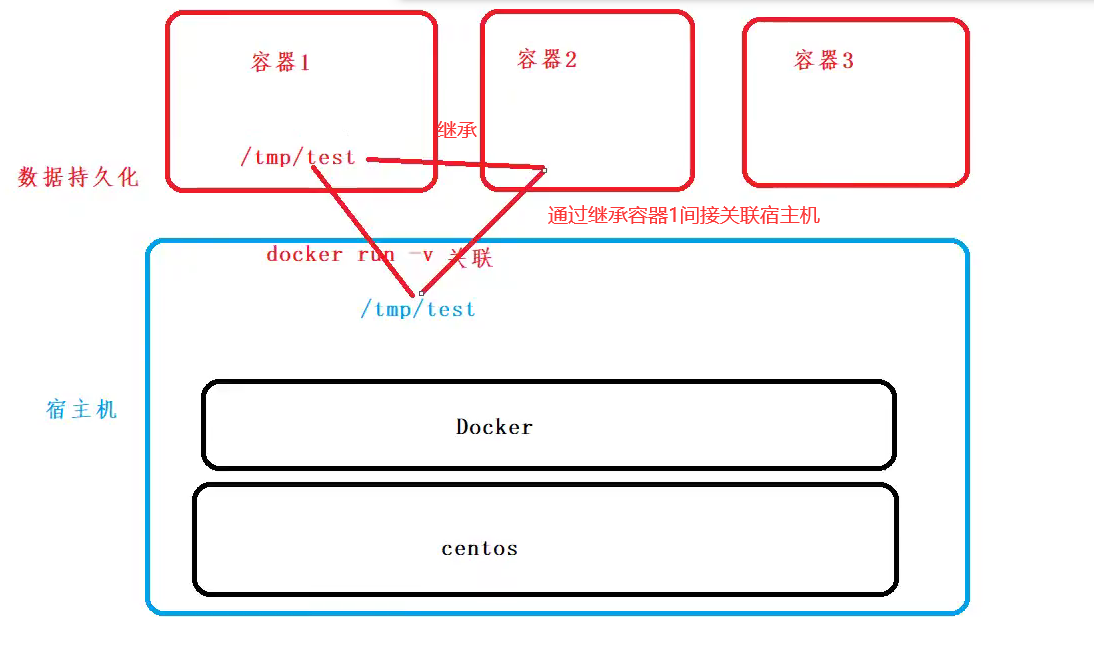 容器1
容器2
容器3
继承
/tmp/test
数据持久化
通过继承容器1间接关联宿主机
docker run -v 关联
/tmp/test
宿主机
Docker
centos